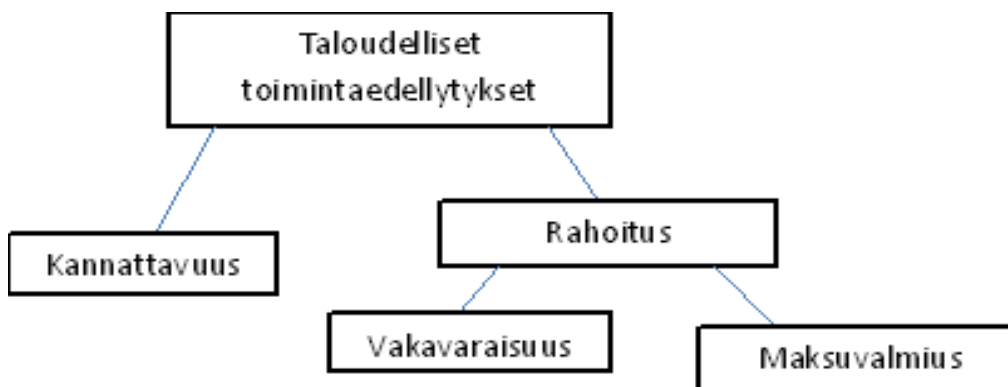 Taloudelliset
toimintaedellytykset
Rahoitus
Kannattavuus
Vakavaraisuus
Maksuvalmius